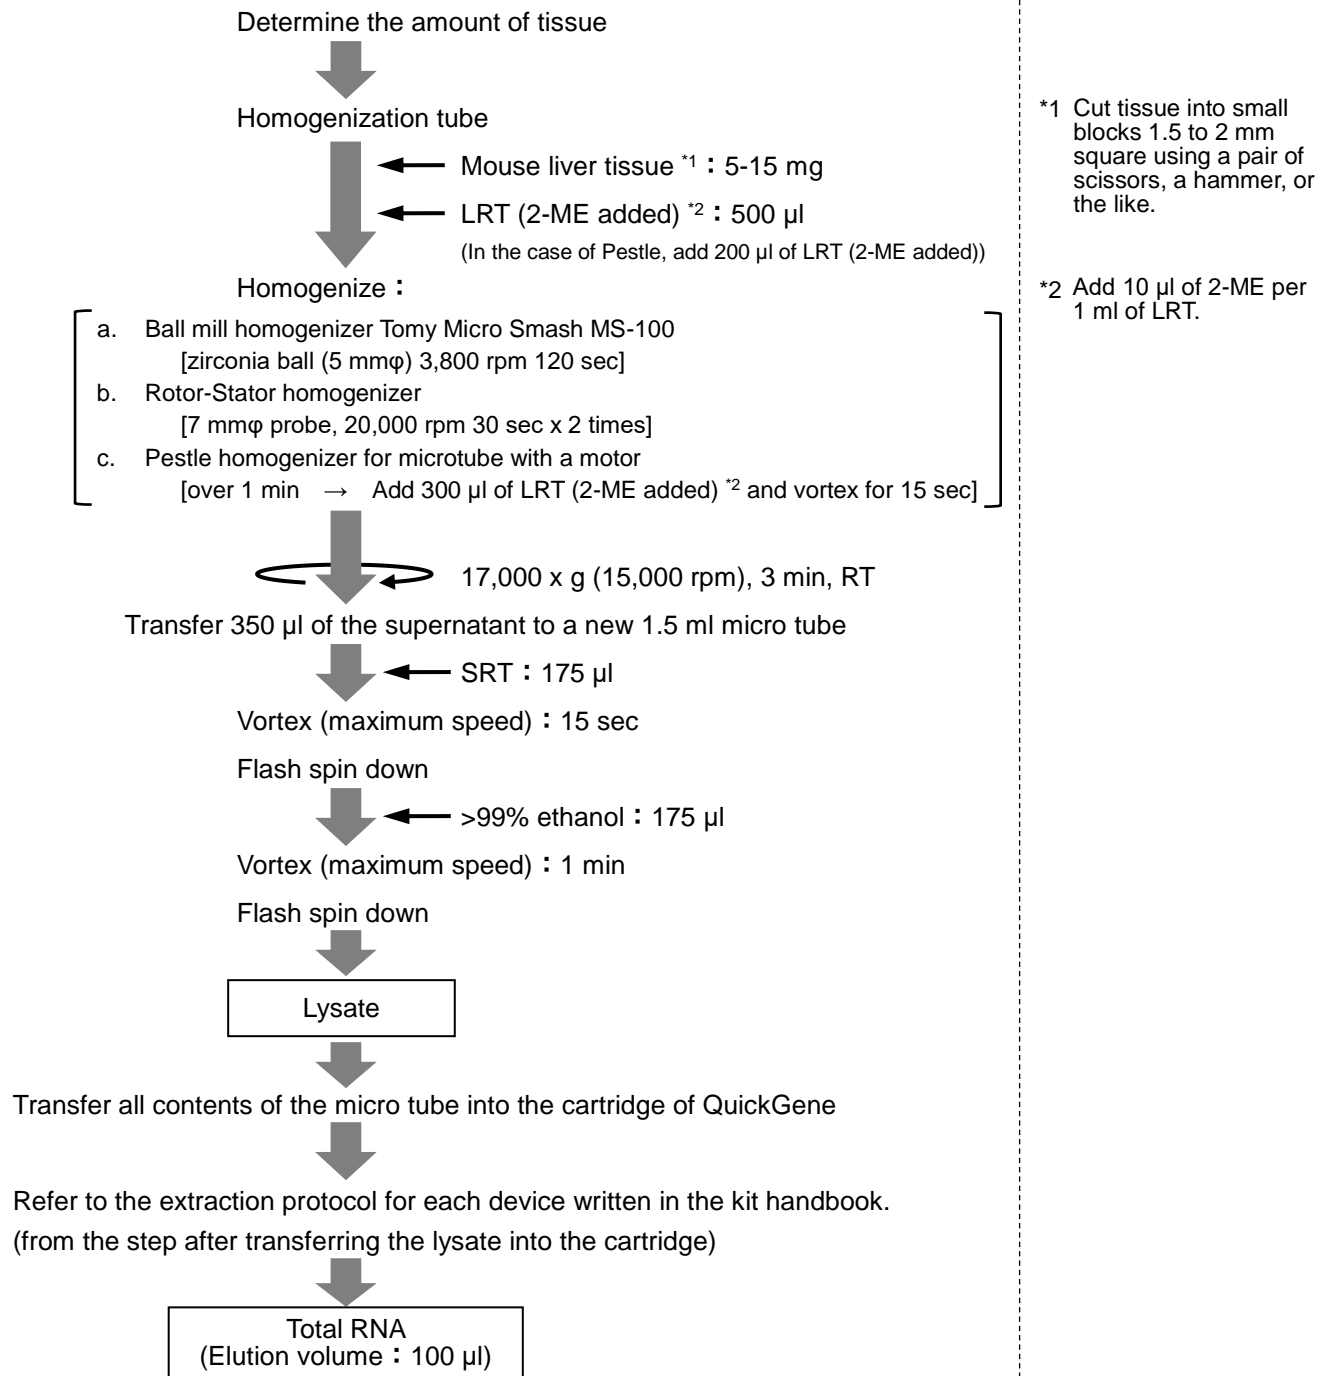 Determine the amount of tissue
Homogenization tube
Mouse liver tissue *1：5-15 mg
LRT (2-ME added) *2：500 µl
(In the case of Pestle, add 200 µl of LRT (2-ME added))
Homogenize：
a. Ball mill homogenizer Tomy Micro Smash MS-100
[zirconia ball (5 mmφ) 3,800 rpm 120 sec]
b. Rotor-Stator homogenizer
[7 mmφ probe, 20,000 rpm 30 sec x 2 times]
c. Pestle homogenizer for microtube with a motor
[over 1 min → Add 300 µl of LRT (2-ME added) *2 and vortex for 15 sec]
17,000 x g (15,000 rpm), 3 min, RT
Transfer 350 µl of the supernatant to a new 1.5 ml micro tube
SRT：175 µl
Vortex (maximum speed)：15 sec
Flash spin down
>99% ethanol：175 µl
Vortex (maximum speed)：1 min
Flash spin down
Lysate
Transfer all contents of the micro tube into the cartridge of QuickGene
Refer to the extraction protocol for each device written in the kit handbook.
(from the step after transferring the lysate into the cartridge)
Total RNA
(Elution volume：100 µl)
*1 Cut tissue into small
blocks 1.5 to 2 mm
square using a pair of
scissors, a hammer, or
the like.
*2 Add 10 µl of 2-ME per
1 ml of LRT.